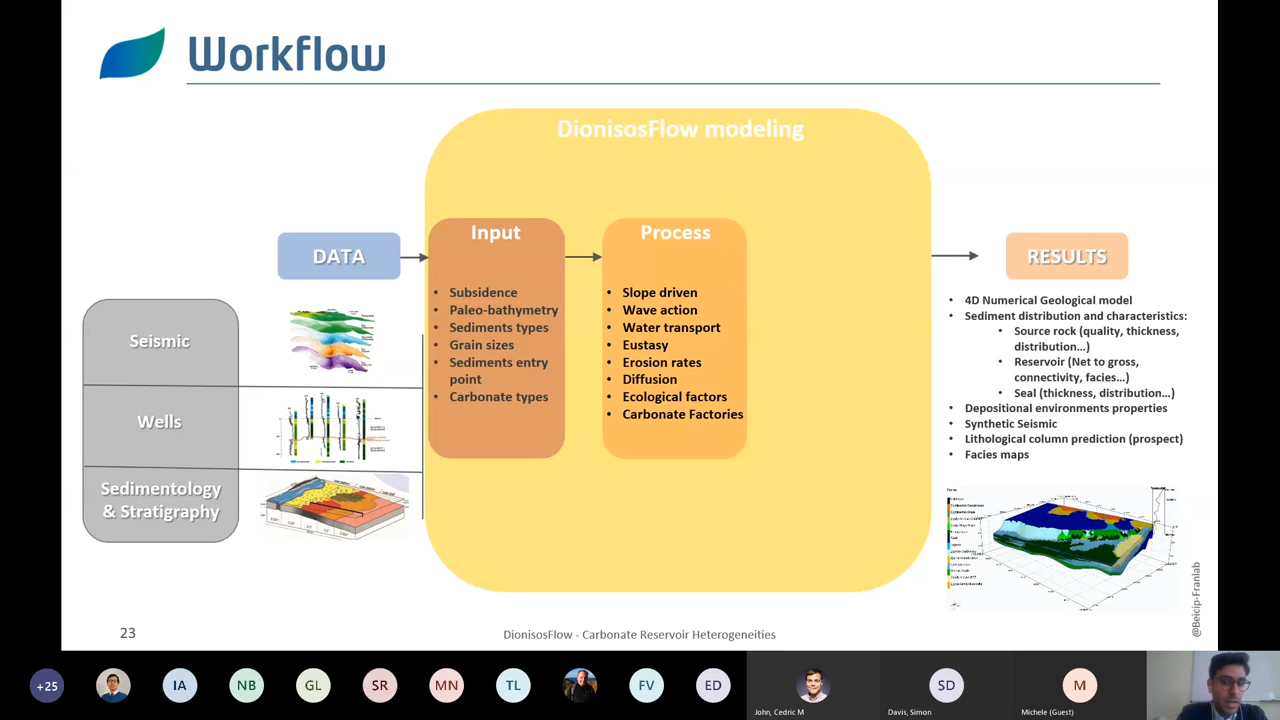 Workflow
DionisosFlow modeling
DATA
Input
Process
RESULTS
Seismic
Wells
Sedimentology
& Stratigraphy
• Subsidence
• Paleo-bathymetry
• Sediments types
• Grain sizes
• Sediments entry
point
• Carbonate types
• Slope driven
• Wave action
• Water transport
• Eustasy
• Erosion rates
• Diffusion
• Ecological factors
• Carbonate Factories
• 4D Numerical Geological model
• Sediment distribution and characteristics:
• Source rock (quality, thickness,
distribution…)
• Reservoir (Net to gross,
connectivity, facies…)
• Seal (thickness, distribution…)
• Depositional environments properties
• Synthetic Seismic
• Lithological column prediction (prospect)
• Facies maps
@Beicip-Franlab
23
DionisosFlow - Carbonate Reservoir Heterogeneities
+25
IA
NB
GL
SR
MN
TL
FV
ED
John, Cedric M
SD
Davis, Simon
M
Michele (Guest)